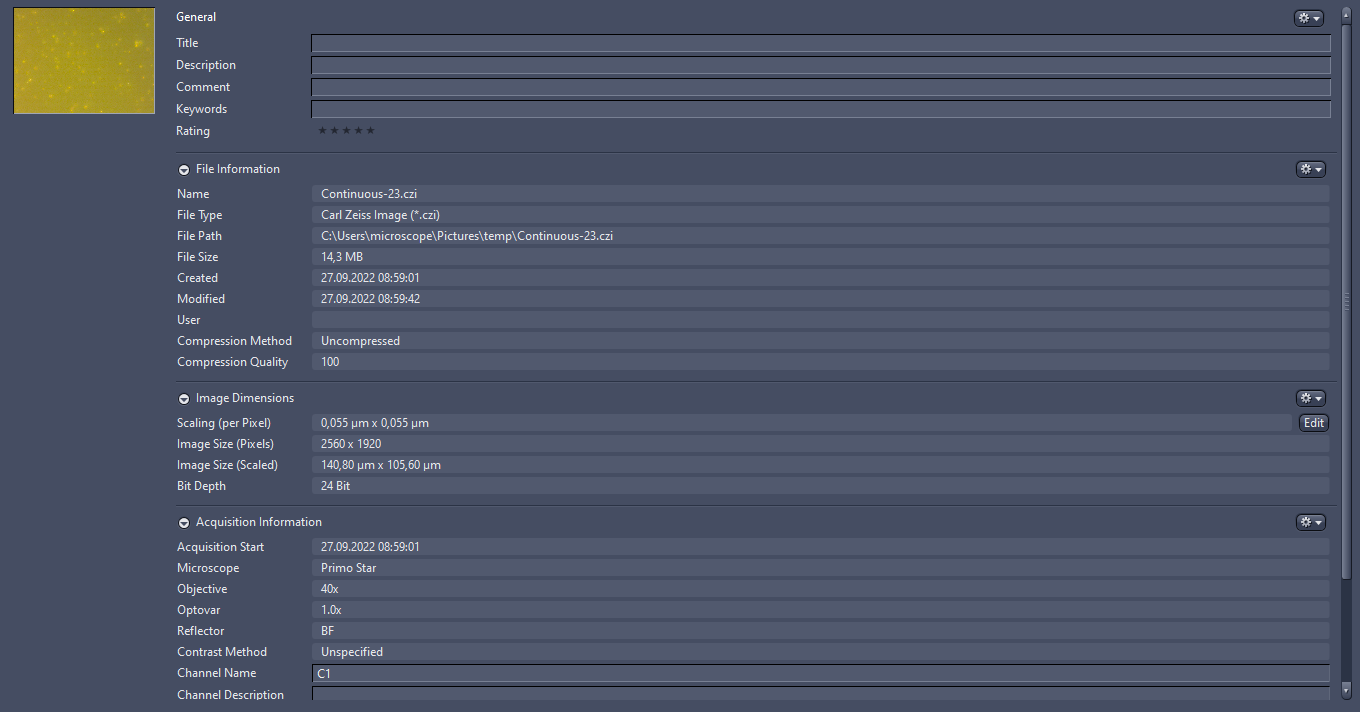 General
Title
Description
Comment
Keywords
Rating ★★★★★
File Information
Name Continuous-23.czi
File Type Carl Zeiss Image (*.czi)
File Path C:\Users\microscope\Pictures\temp\Continuous-23.czi
File Size 14,3 MB
Created 27.09.2022 08:59:01
Modified 27.09.2022 08:59:42
User
Compression Method Uncompressed
Compression Quality 100
Image Dimensions
Scaling (per Pixel) 0,055 µm x 0,055 µm Edit
Image Size (Pixels) 2560 x 1920
Image Size (Scaled) 140,80 µm x 105,60 µm
Bit Depth 24 Bit
Acquisition Information
Acquisition Start 27.09.2022 08:59:01
Microscope Primo Star
Objective 40x
Optovar 1.0x
Reflector BF
Contrast Method Unspecified
Channel Name C1
Channel Description